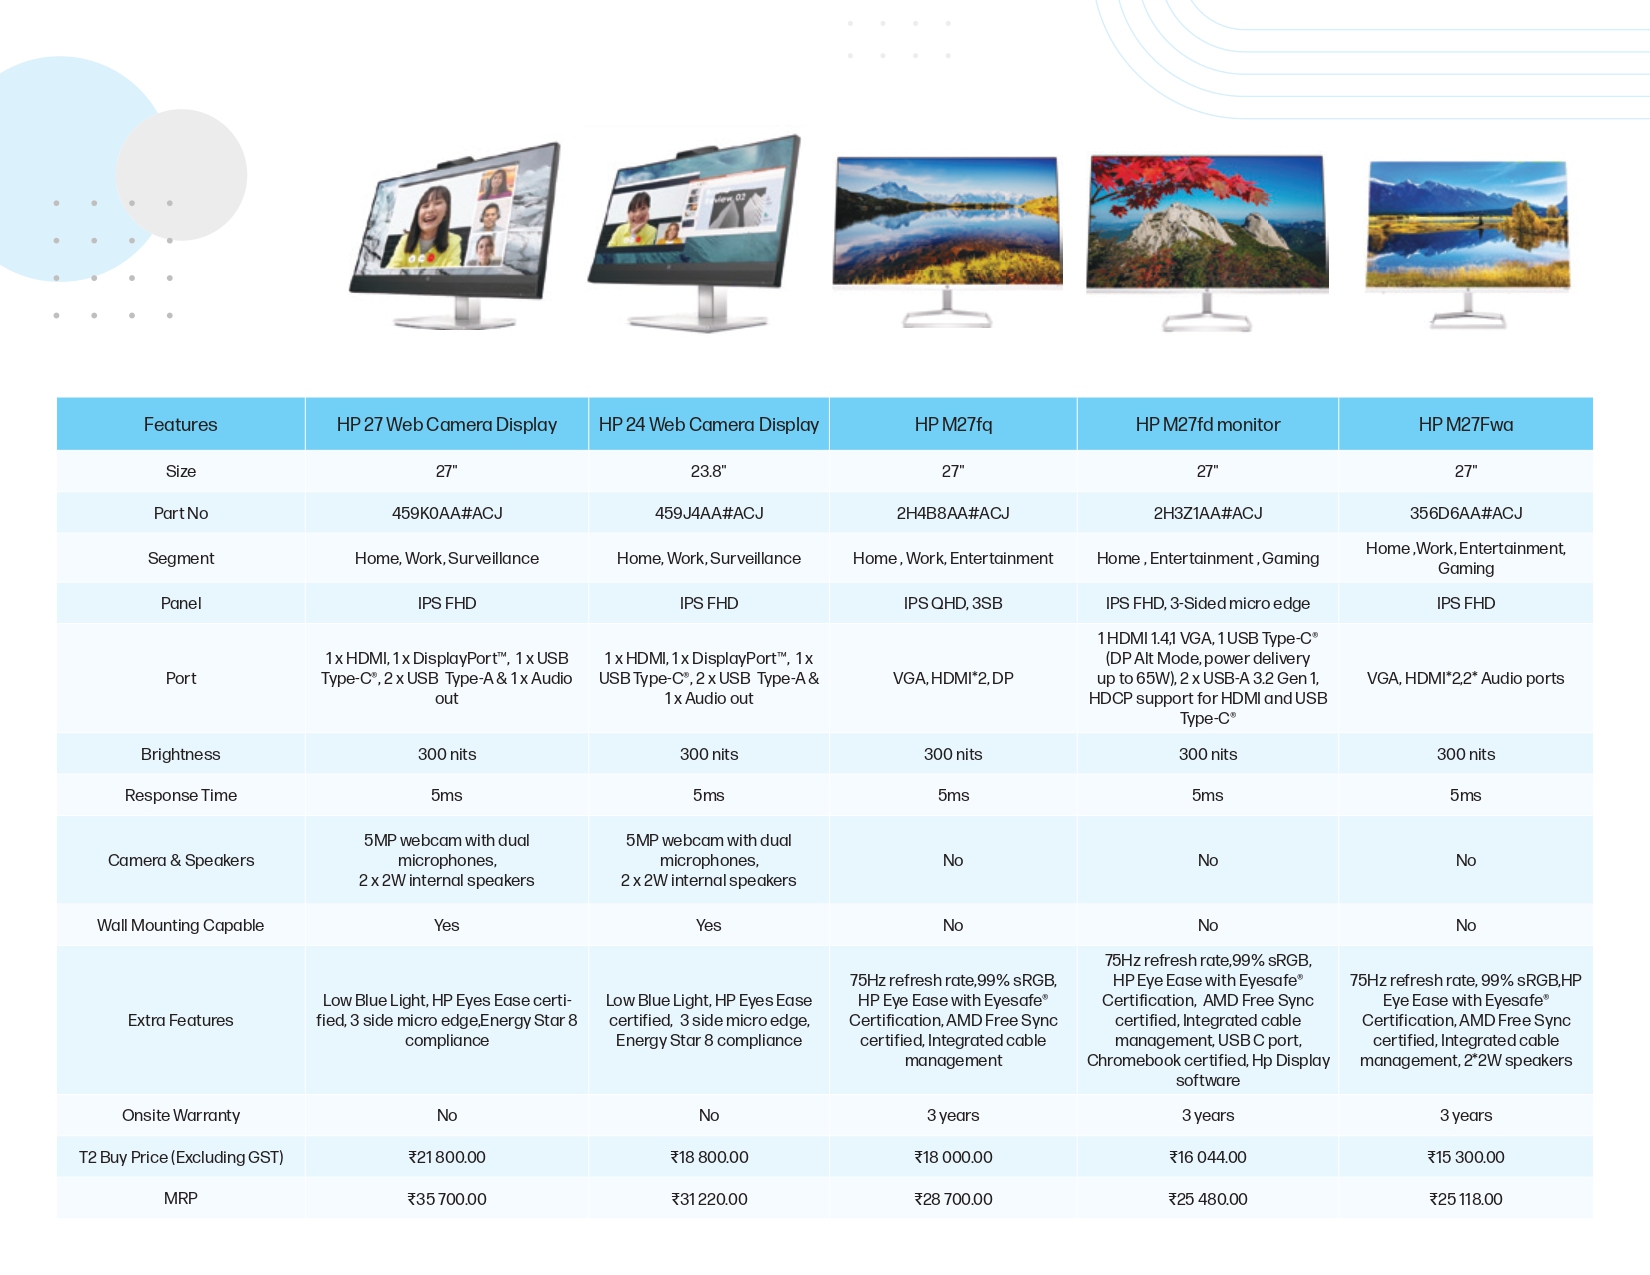 review 02
Features
HP 27 Web Camera Display
HP 24 Web Camera Display
HP M27fq
HP M27fd monitor
HP M27Fwa
Size
27"
23.8"
27"
27"
27"
Part No
459K0AA#ACJ
459J4AA#ACJ
2H4B8AA#ACJ
2H3Z1AA#ACJ
356D6AA#ACJ
Segment
Home, Work, Surveillance
Home, Work, Surveillance
Home , Work, Entertainment
Home , Entertainment , Gaming
Home ,Work, Entertainment,
Gaming
Panel
IPS FHD
IPS FHD
IPS QHD, 3SB
IPS FHD, 3-Sided micro edge
IPS FHD
Port
1 x HDMI, 1 x DisplayPort™, 1 x USB
Type-C®, 2 x USB Type-A & 1 x Audio
out
1 x HDMI, 1 x DisplayPort™, 1 x
USB Type-C®, 2 x USB Type-A &
1 x Audio out
VGA, HDMI*2, DP
1 HDMI 1.4,1 VGA, 1 USB Type-C®
(DP Alt Mode, power delivery
up to 65W), 2 x USB-A 3.2 Gen 1,
HDCP support for HDMI and USB
Type-C®
VGA, HDMI*2,2* Audio ports
Brightness
300 nits
300 nits
300 nits
300 nits
300 nits
Response Time
5ms
5ms
5ms
5ms
5ms
Camera & Speakers
5MP webcam with dual
microphones,
2 x 2W internal speakers
5MP webcam with dual
microphones,
2 x 2W internal speakers
No
No
No
Wall Mounting Capable
Yes
Yes
No
No
No
Extra Features
Low Blue Light, HP Eyes Ease certi-
fied, 3 side micro edge,Energy Star 8
compliance
Low Blue Light, HP Eyes Ease
certified, 3 side micro edge,
Energy Star 8 compliance
75Hz refresh rate,99% sRGB,
HP Eye Ease with Eyesafe®
Certification, AMD Free Sync
certified, Integrated cable
management
75Hz refresh rate,99% sRGB,
HP Eye Ease with Eyesafe®
Certification, AMD Free Sync
certified, Integrated cable
management, USB C port,
Chromebook certified, Hp Display
software
75Hz refresh rate, 99% sRGB,HP
Eye Ease with Eyesafe®
Certification, AMD Free Sync
certified, Integrated cable
management, 2*2W speakers
Onsite Warranty
No
No
3 years
3 years
3 years
T2 Buy Price (Excluding GST)
₹21 800.00
₹18 800.00
₹18 000.00
₹16 044.00
₹15 300.00
MRP
₹35 700.00
₹31 220.00
₹28 700.00
₹25 480.00
₹25 118.00